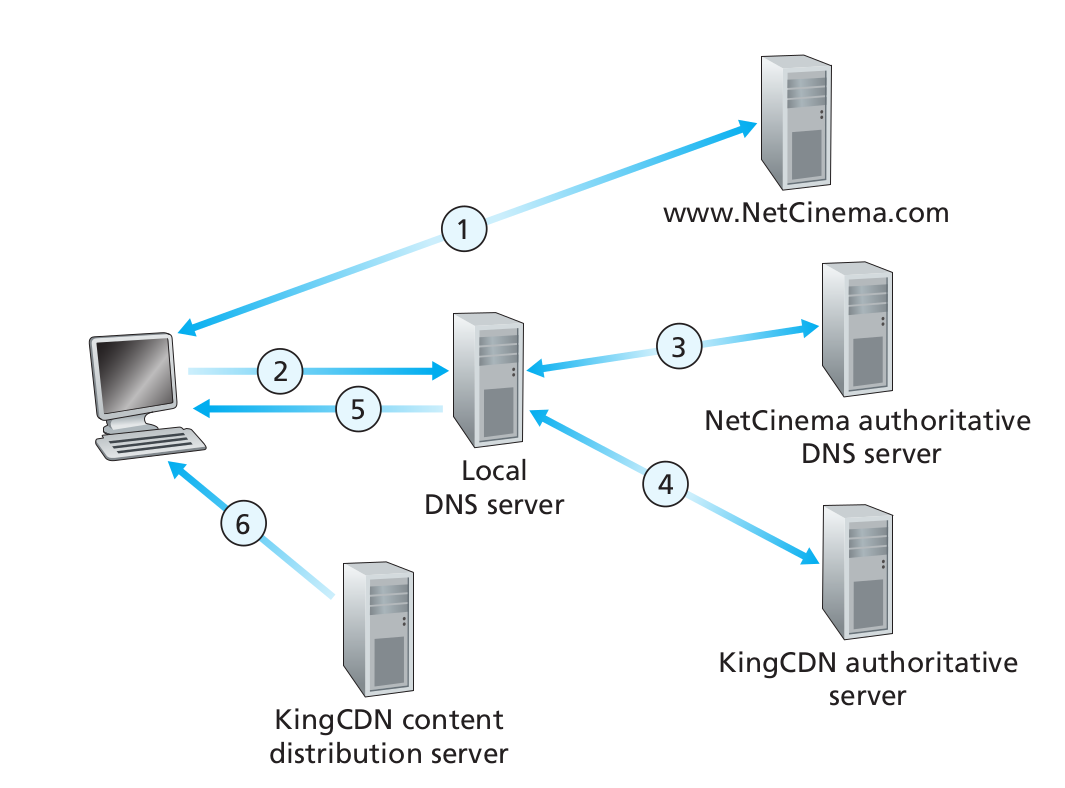 www.NetCinema.com
1
2
3
5
NetCinema authoritative
DNS server
Local
DNS server
4
6
KingCDN authoritative
server
KingCDN content
distribution server